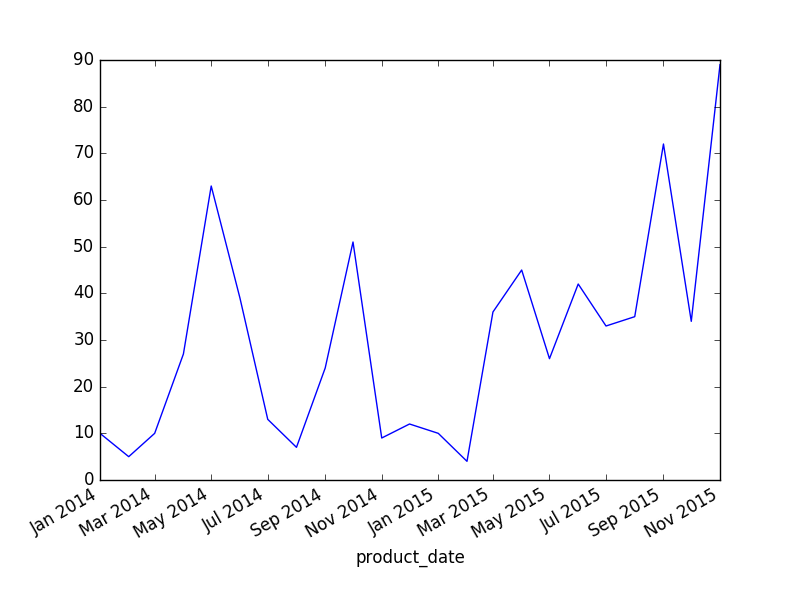 90
80
70
60
50
40
30
20
10
0
Jan 2014
Mar 2014
May 2014
Jul 2014
Sep 2014
Nov 2014
Jan 2015
Mar 2015
May 2015
Jul 2015
Sep 2015
Nov 2015
product_date